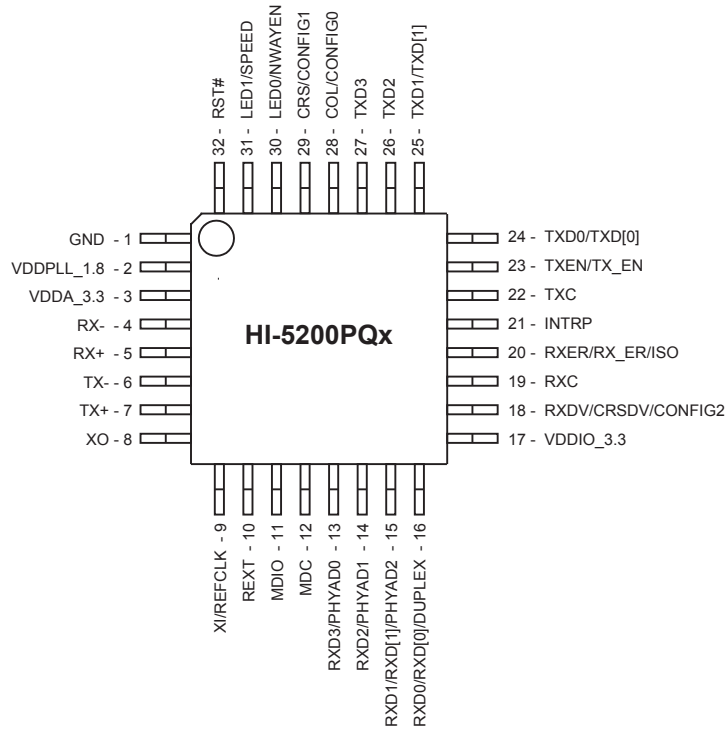 32 - RST#
31 - LED1/SPEED
30 - LED0/NWAYEN
29 - CRS/CONFIG1
28 - COL/CONFIG0
27 - TXD3
26 - TXD2
25 - TXD1/TXD[1]
GND - 1
VDDPLL_1.8 - 2
VDDA_3.3 - 3
RX- - 4
RX+ - 5
TX- - 6
TX+ - 7
XO - 8
HI-5200PQx
24 - TXD0/TXD[0]
23 - TXEN/TX_EN
22 - TXC
21 - INTRP
20 - RXER/RX_ER/ISO
19 - RXC
18 - RXDV/CRSDV/CONFIG2
17 - VDDIO_3.3
XI/REFCLK - 9
REXT - 10
MDIO - 11
MDC - 12
RXD3/PHYAD0 - 13
RXD2/PHYAD1 - 14
RXD1/RXD[1]/PHYAD2 - 15
RXD0/RXD[0]/DUPLEX - 16